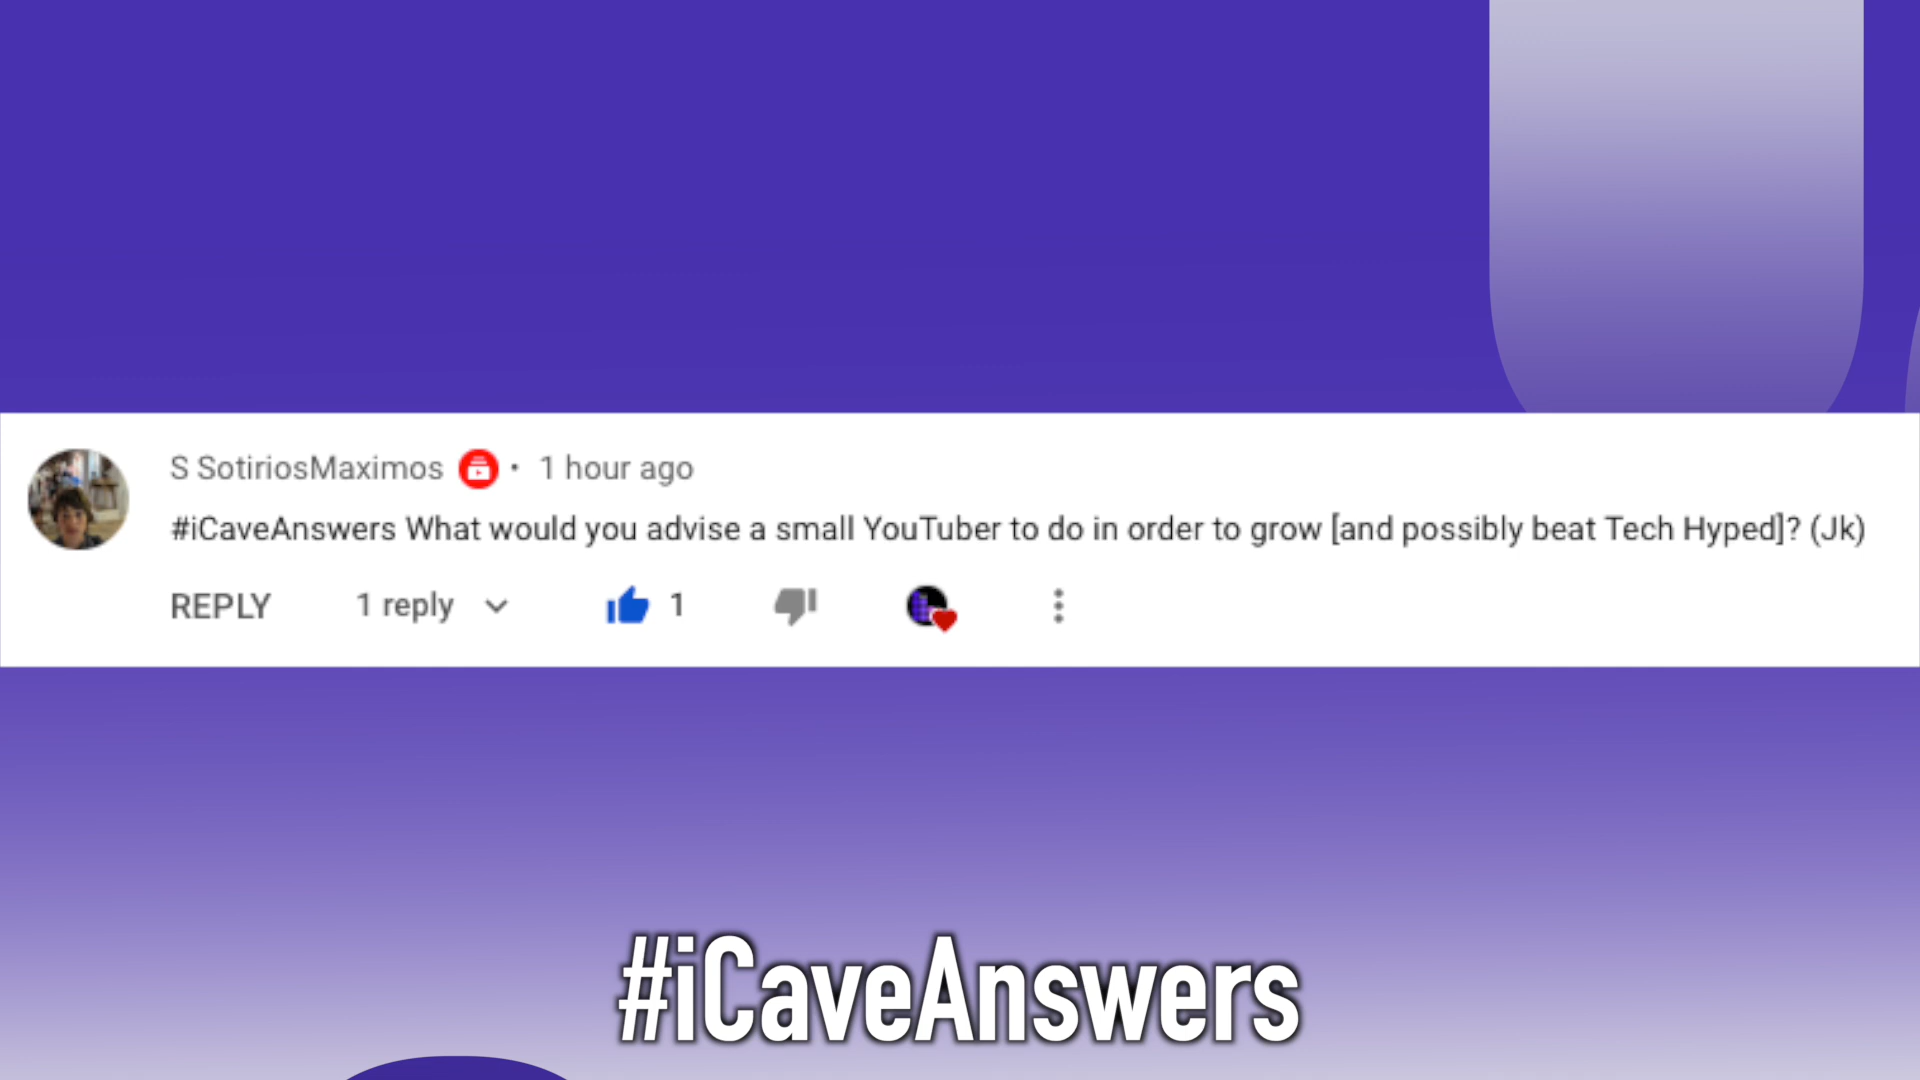 S SotiriosMaximos • 1 hour ago
#iCaveAnswers What would you advise a small YouTuber to do in order to grow [and possibly beat Tech Hyped]? (Jk)
REPLY 1 reply 1
#iCaveAnswers